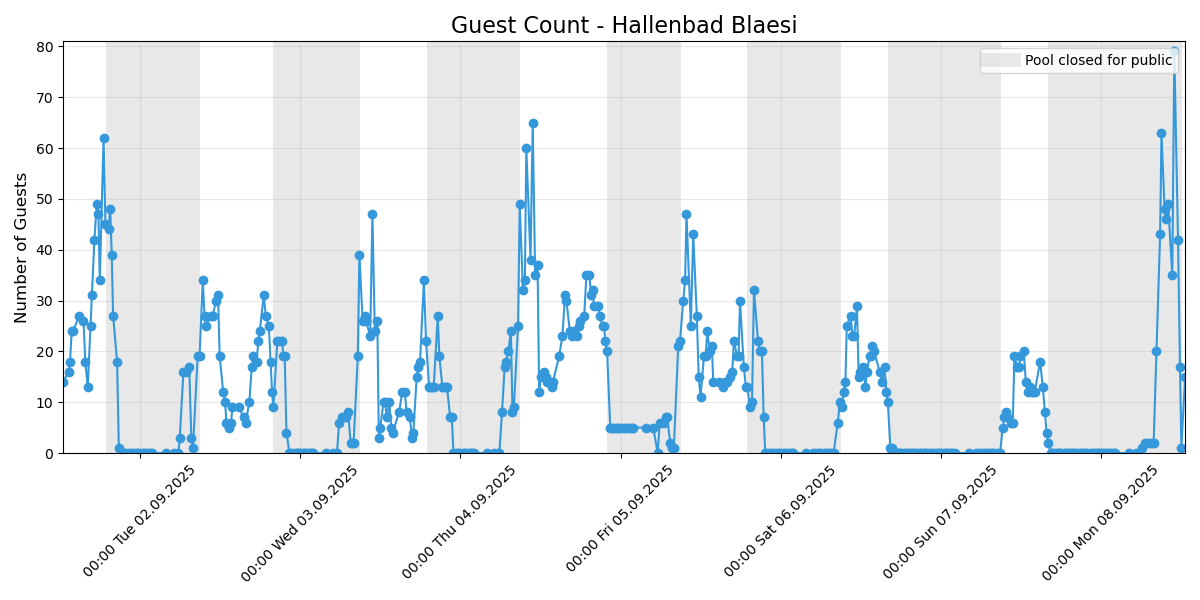 Guest Count - Hallenbad Blaesi
Pool closed for public
Number of Guests
80
70
60
50
40
30
20
10
0
00:00 Tue 02.09.2025
00:00 Wed 03.09.2025
00:00 Thu 04.09.2025
00:00 Fri 05.09.2025
00:00 Sat 06.09.2025
00:00 Sun 07.09.2025
00:00 Mon 08.09.2025